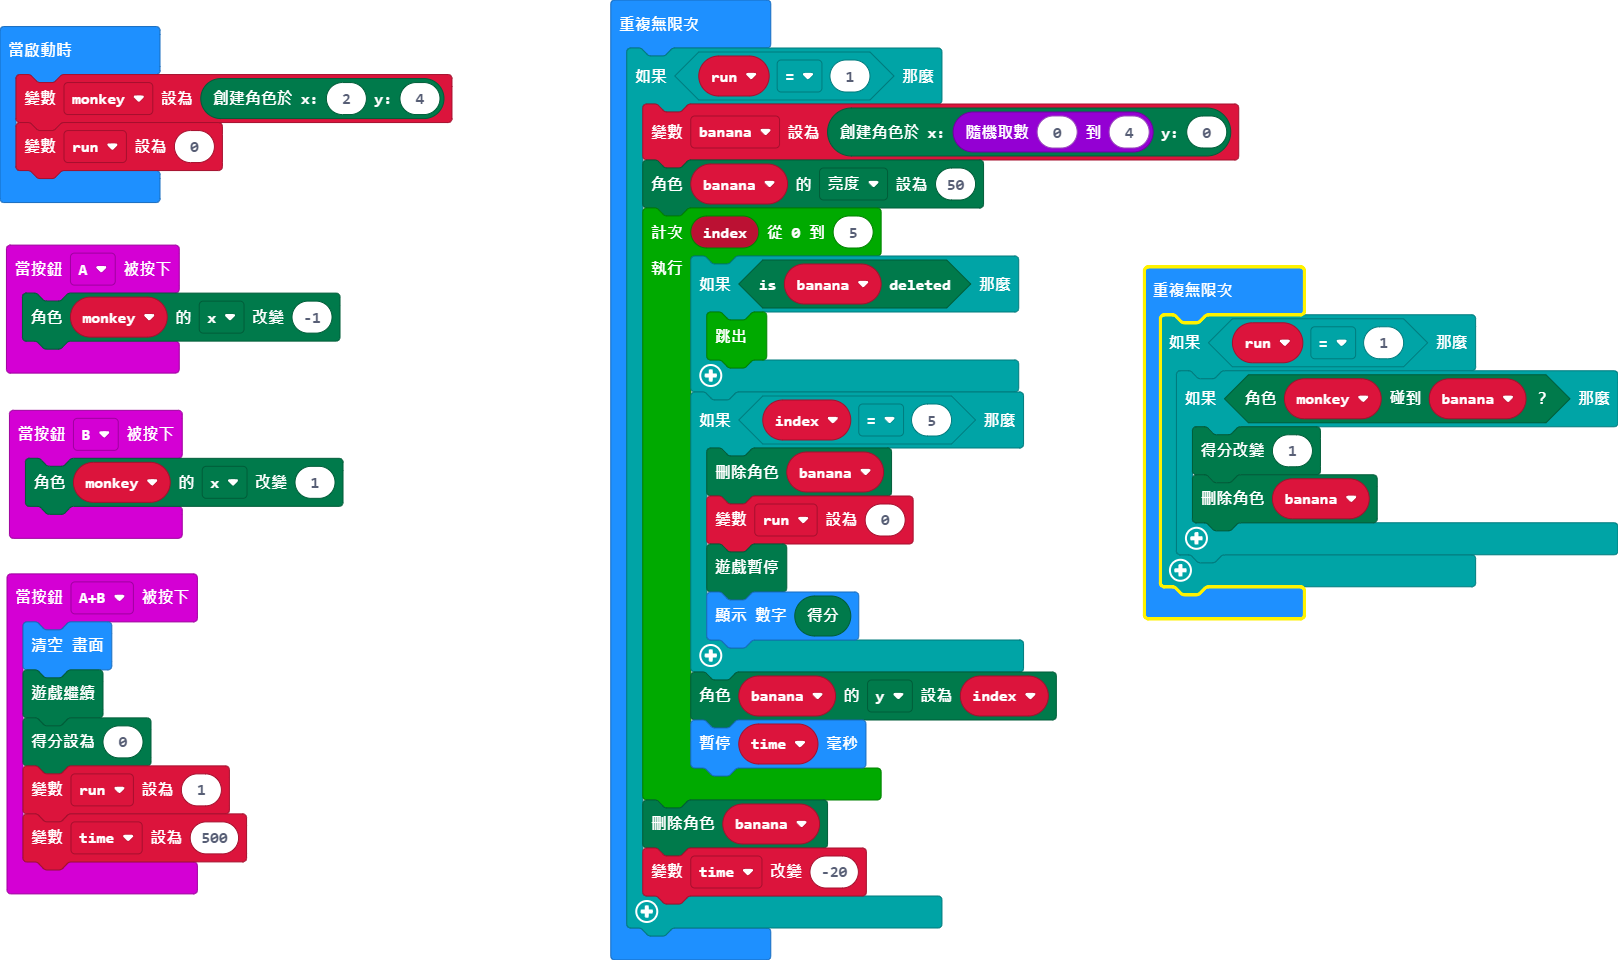 當啟動時
變數 monkey 設為 創建角色於 x: 2 y: 4
變數 run 設為 0
當按鈕 A 被按下
角色 monkey 的 x 改變 -1
當按鈕 B 被按下
角色 monkey 的 x 改變 1
當按鈕 A+B 被按下
清空 畫面
遊戲繼續
得分設為 0
變數 run 設為 1
變數 time 設為 500
重複無限次
如果 run = 1 那麼
變數 banana 設為 創建角色於 x: 隨機取數 0 到 4 y: 0
角色 banana 的 亮度 設為 50
計次 index 從 0 到 5
執行
如果 is banana deleted 那麼
跳出
如果 index = 5 那麼
刪除角色 banana
變數 run 設為 0
遊戲暫停
顯示 數字 得分
角色 banana 的 y 設為 index
暫停 time 毫秒
刪除角色 banana
變數 time 改變 -20
重複無限次
如果 run = 1 那麼
如果 角色 monkey 碰到 banana ? 那麼
得分改變 1
刪除角色 banana